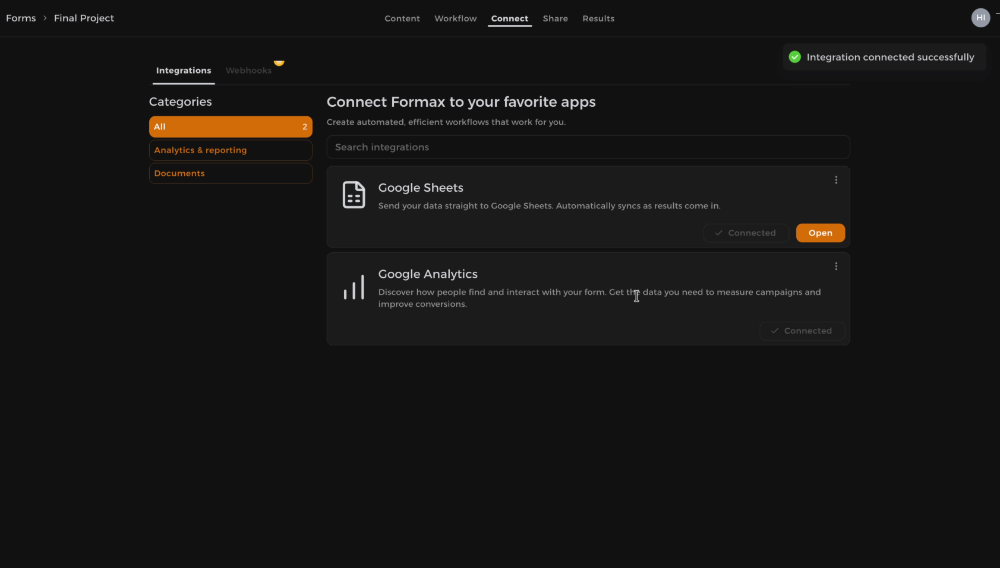 Forms > Final Project
Content
Workflow
Connect
Share
Results
HI
Integration connected successfully
Integrations
Webhooks
Categories
All
2
Analytics & reporting
Documents
Connect Formax to your favorite apps
Create automated, efficient workflows that work for you.
Search integrations
Google Sheets
Send your data straight to Google Sheets. Automatically syncs as results come in.
Connected
Open
Google Analytics
Discover how people find and interact with your form. Get the data you need to measure campaigns and
improve conversions.
Connected